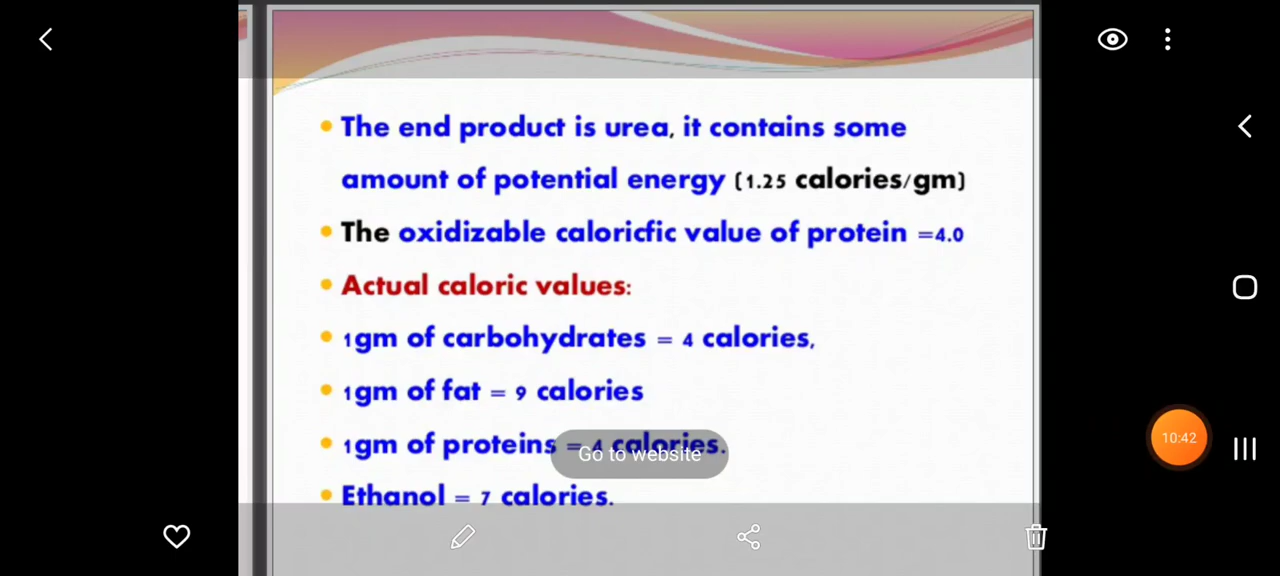 The end product is urea, it contains some
amount of potential energy (1.25 calories/gm)
The oxidizable caloricfic value of protein =4.0
Actual caloric values:
1gm of carbohydrates = 4 calories,
1gm of fat = 9 calories
1gm of proteins = 4 calories.
Go to website
10:42
Ethanol = 7 calories.